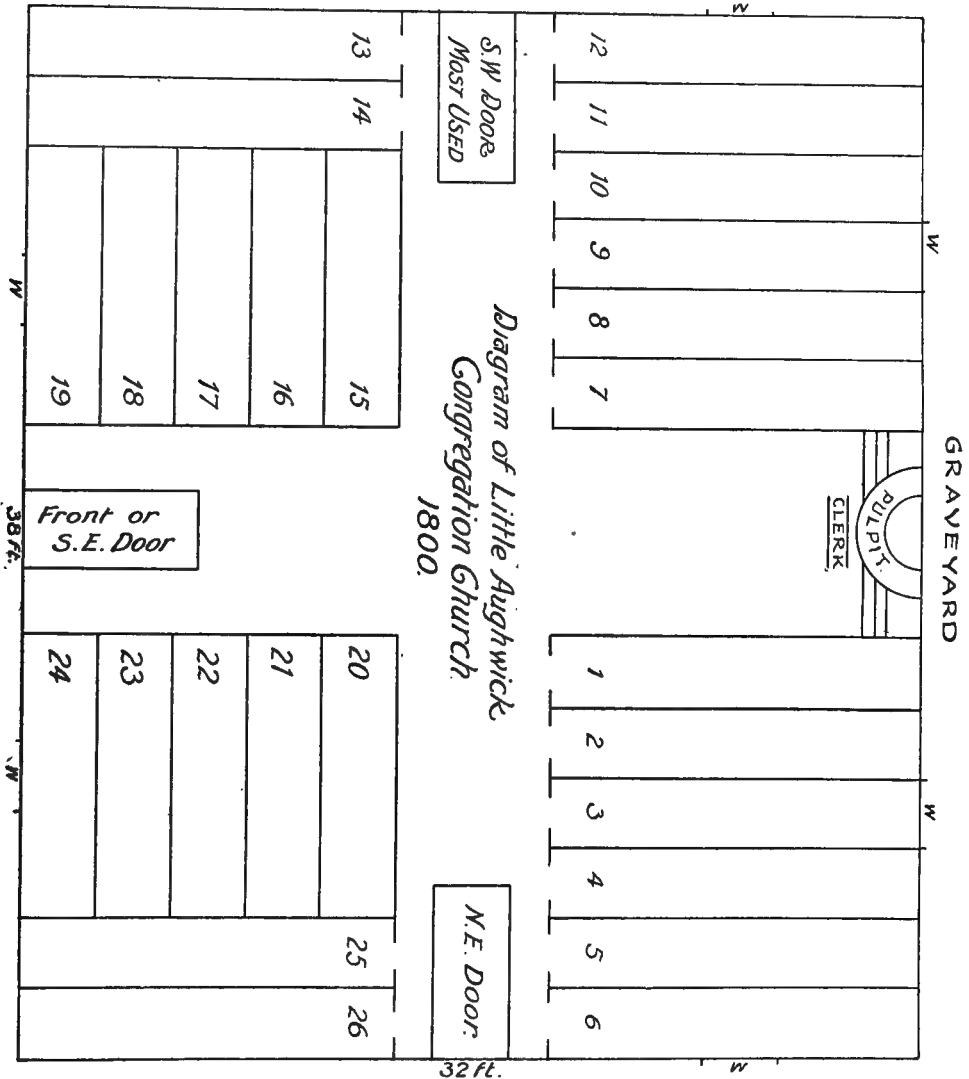 GRAVEYARD
W
W
W
W
PULPIT.
CLERK
12
11
10
9
8
7
1
2
3
4
5
6
S.W. DOOR
MOST USED
Diagram of Little Aughwick
Congregation Church.
1800.
N.E. Door.
32 ft.
13
14
15
16
17
18
19
20
21
22
23
24
25
26
Front or
S.E. Door
W
38 ft.
W